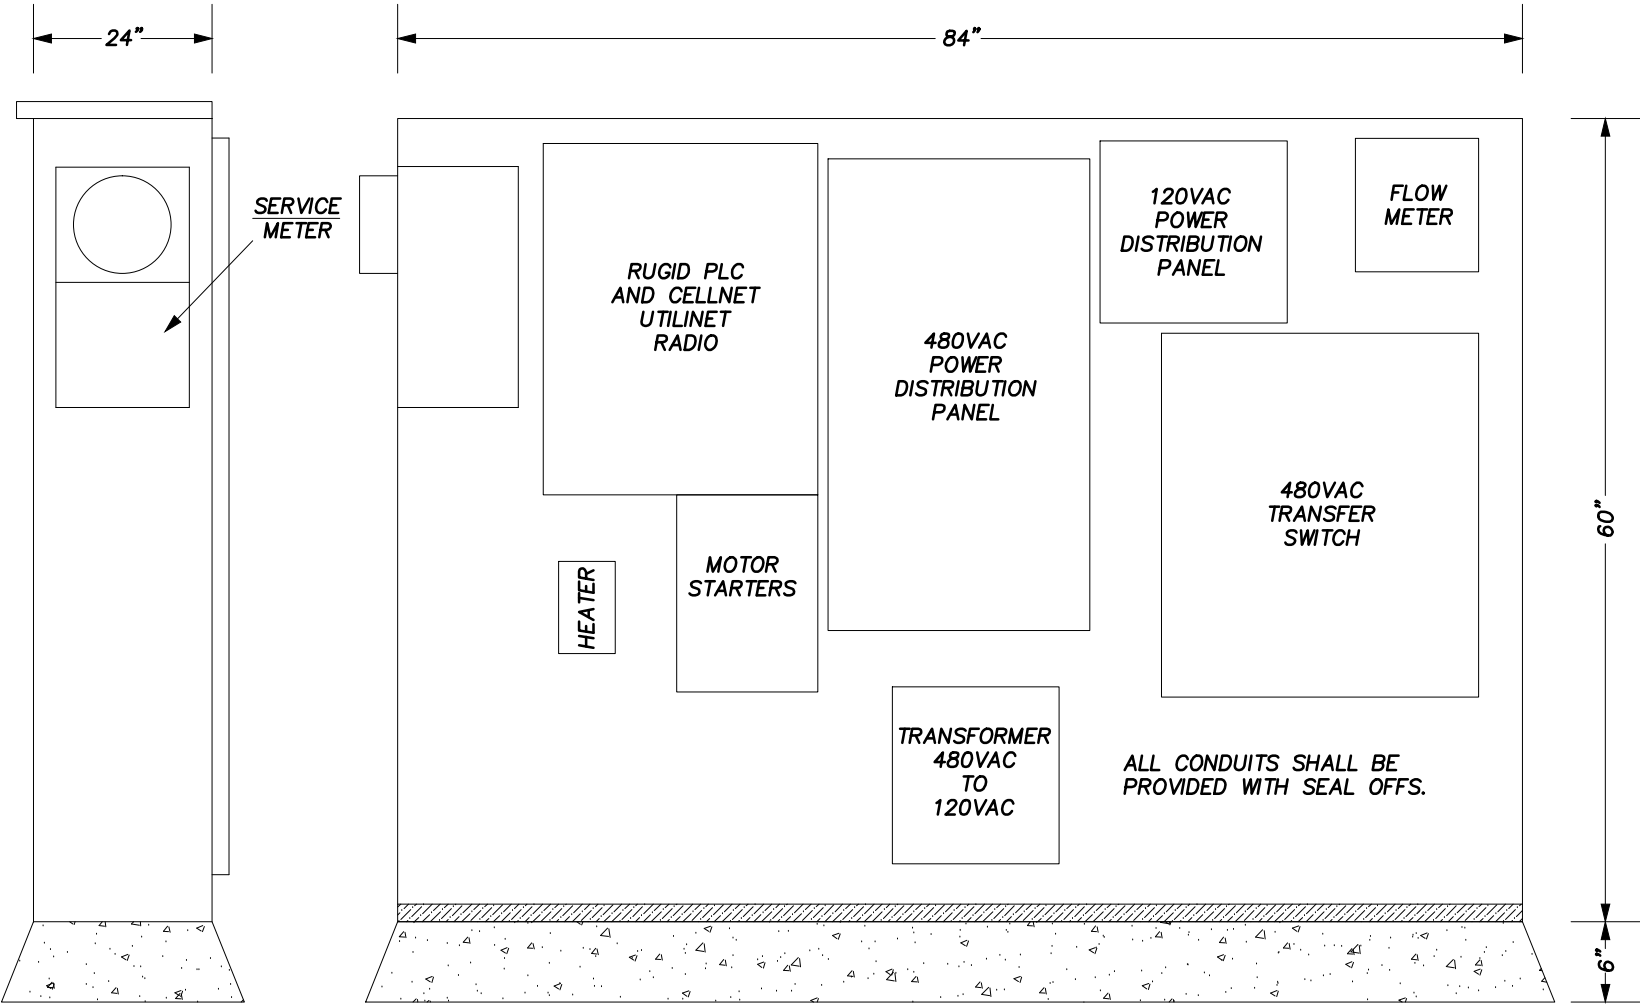 24"
84"
SERVICE
METER
RUGID PLC
AND CELLNET
UTILINET
RADIO
480VAC
POWER
DISTRIBUTION
PANEL
120VAC
POWER
DISTRIBUTION
PANEL
FLOW
METER
480VAC
TRANSFER
SWITCH
60"
HEATER
MOTOR
STARTERS
TRANSFORMER
480VAC
TO
120VAC
ALL CONDUITS SHALL BE
PROVIDED WITH SEAL OFFS.
6"